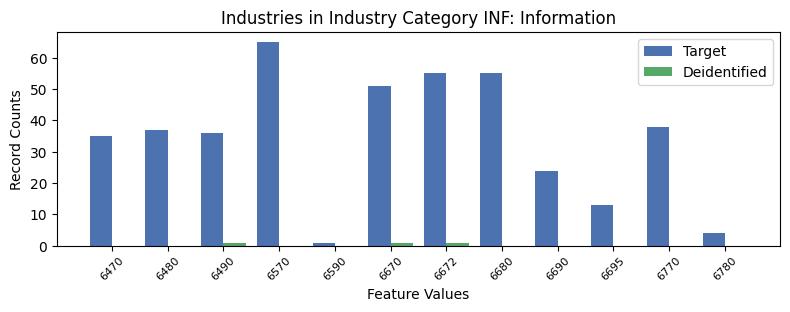 Industries in Industry Category INF: Information
Record Counts
60
50
40
30
20
10
0
Target
Deidentified
6470 6480 6490 6570 6590 6670 6672 6680 6690 6695 6770 6780
Feature Values